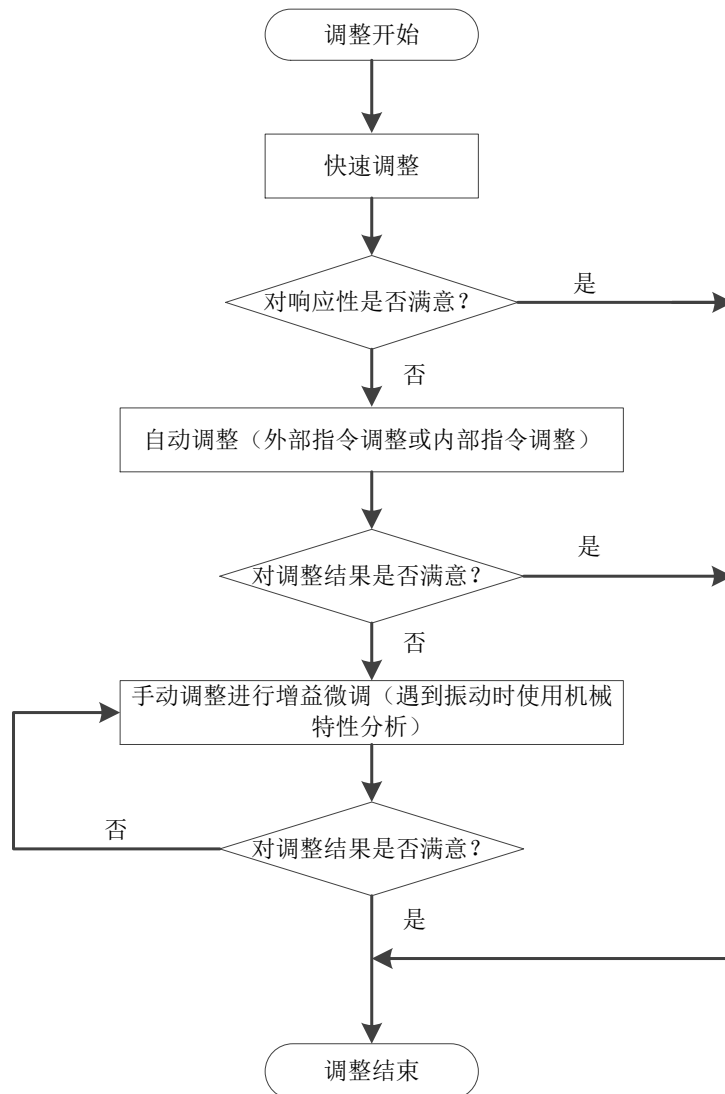 调整开始
快速调整
对响应性是否满意？
是
否
自动调整（外部指令调整或内部指令调整）
对调整结果是否满意？
是
否
手动调整进行增益微调（遇到振动时使用机械
特性分析）
否
对调整结果是否满意？
是
调整结束